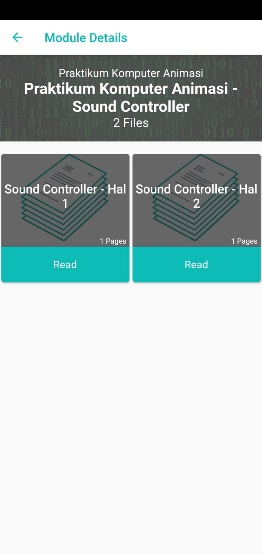 Module Details
Praktikum Komputer Animasi
Praktikum Komputer Animasi -
Sound Controller
2 Files
Sound Controller - Hal
1
1 Pages
Read
Sound Controller - Hal
2
1 Pages
Read